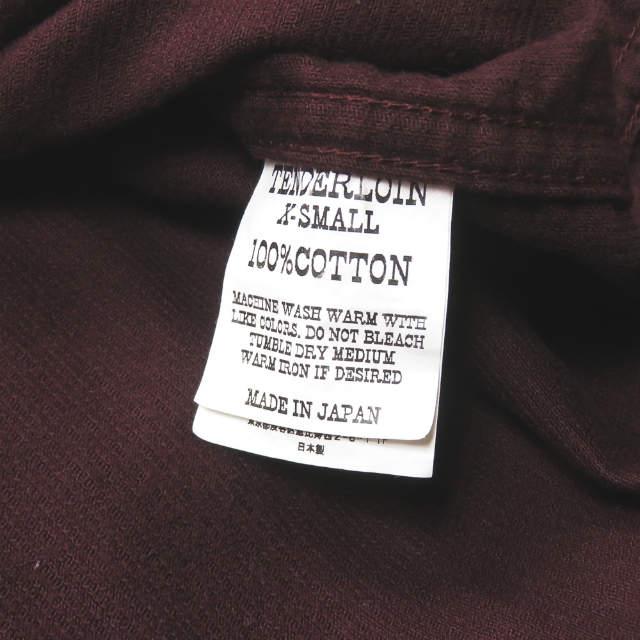 TENDERLOIN
X-SMALL
100%COTTON
MACHINE WASH WARM WITH
LIKE COLORS. DO NOT BLEACH
TUMBLE DRY MEDIUM
WARM IRON IF DESIRED
MADE IN JAPAN
日本製